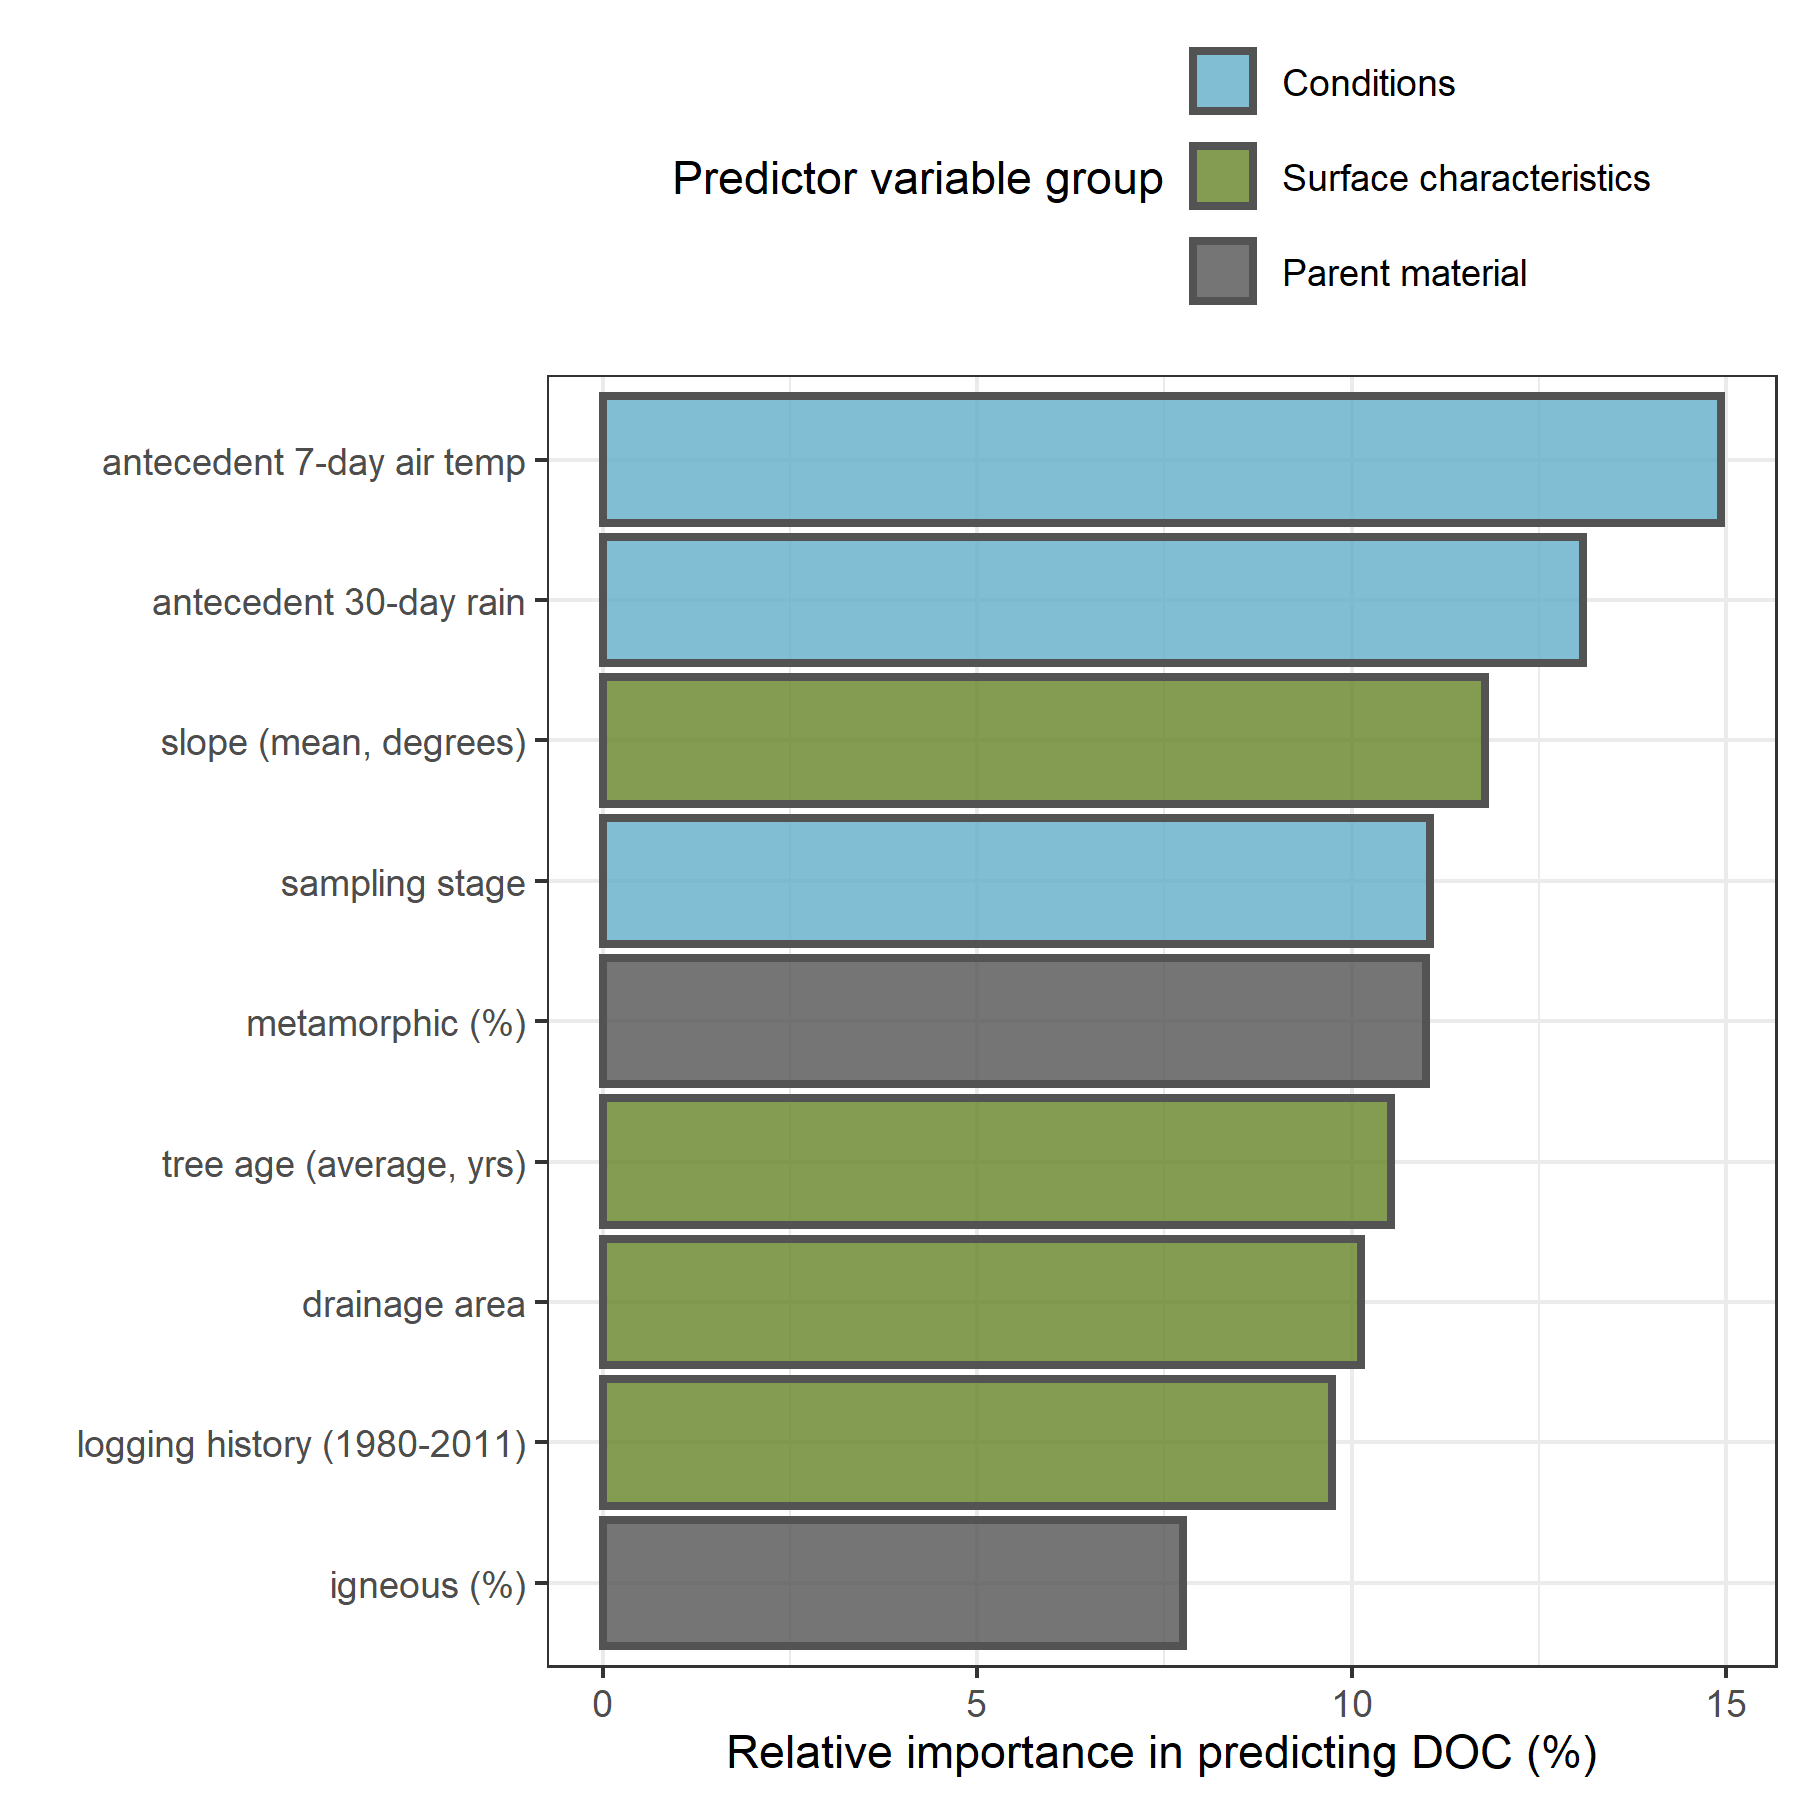 Conditions
Predictor variable group
Surface characteristics
Parent material
antecedent 7-day air temp
antecedent 30-day rain
slope (mean, degrees)
sampling stage
metamorphic (%)
tree age (average, yrs)
drainage area
logging history (1980-2011)
igneous (%)
0 5 10 15
Relative importance in predicting DOC (%)